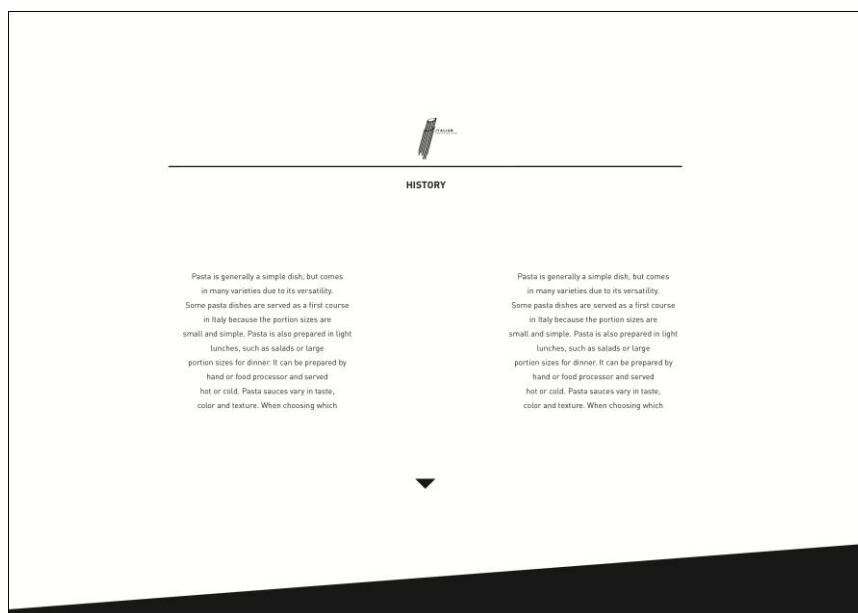 ITALIAN
HISTORY
Pasta is generally a simple dish, but comes
in many varieties due to its versatility.
Some pasta dishes are served as a first course
in Italy because the portion sizes are
small and simple. Pasta is also prepared in light
lunches, such as salads or large
portion sizes for dinner. It can be prepared by
hand or food processor and served
hot or cold. Pasta sauces vary in taste,
color and texture. When choosing which
Pasta is generally a simple dish, but comes
in many varieties due to its versatility.
Some pasta dishes are served as a first course
in Italy because the portion sizes are
small and simple. Pasta is also prepared in light
lunches, such as salads or large
portion sizes for dinner. It can be prepared by
hand or food processor and served
hot or cold. Pasta sauces vary in taste,
color and texture. When choosing which